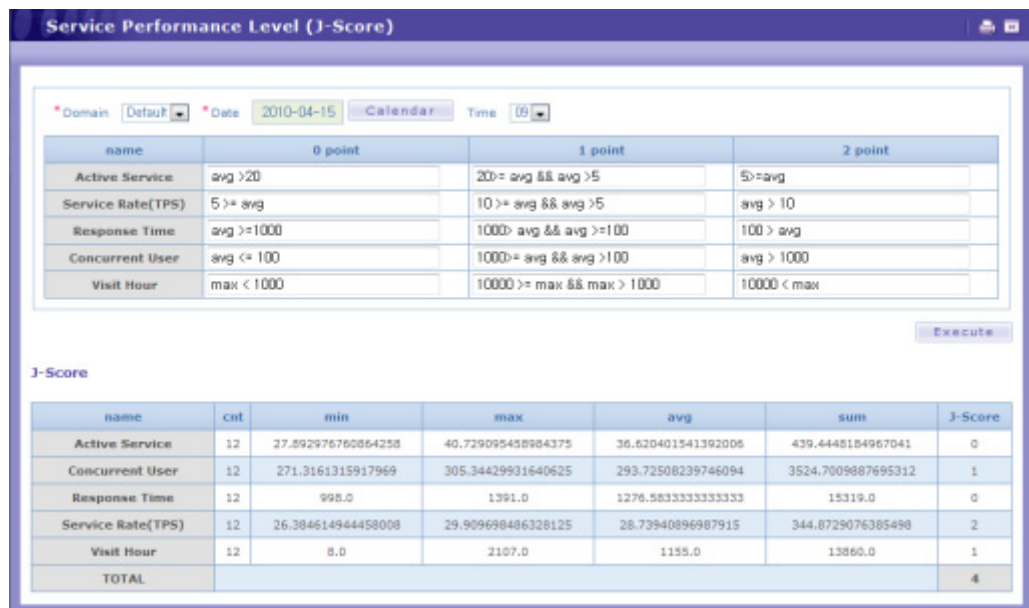 Service Performance Level (J-Score)
*Domain Default *Date 2010-04-15 Calendar Time 09
name 0 point 1 point 2 point
Active Service avg >20 20>= avg && avg >5 5>=avg
Service Rate(TPS) 5 >= avg 10 >= avg && avg >5 avg > 10
Response Time avg >=1000 1000> avg && avg >=100 100 > avg
Concurrent User avg <= 100 1000>= avg && avg >100 avg > 1000
Visit Hour max < 1000 10000 >= max && max > 1000 10000 < max
Execute
J-Score
name cnt min max avg sum J-Score
Active Service 12 27.892976760864258 40.729095458984375 36.620401541392006 439.4448184967041 0
Concurrent User 12 271.3161315917969 305.34429931640625 293.72508239746094 3524.7009887695312 1
Response Time 12 998.0 1391.0 1276.5833333333333 15319.0 0
Service Rate(TPS) 12 26.384614944458008 29.909698486328125 28.73940896987915 344.8729076385498 2
Visit Hour 12 8.0 2107.0 1155.0 13860.0 1
TOTAL 4